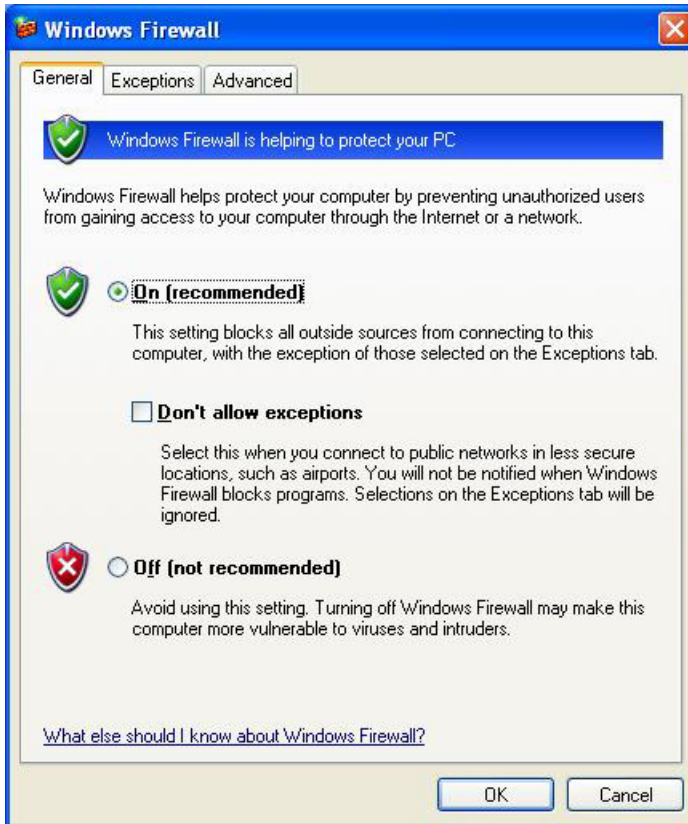 Windows Firewall
General Exceptions Advanced
Windows Firewall is helping to protect your PC
Windows Firewall helps protect your computer by preventing unauthorized users
from gaining access to your computer through the Internet or a network.
On (recommended)
This setting blocks all outside sources from connecting to this
computer, with the exception of those selected on the Exceptions tab.
Don't allow exceptions
Select this when you connect to public networks in less secure
locations, such as airports. You will not be notified when Windows
Firewall blocks programs. Selections on the Exceptions tab will be
ignored.
Off (not recommended)
Avoid using this setting. Turning off Windows Firewall may make this
computer more vulnerable to viruses and intruders.
What else should I know about Windows Firewall?
OK Cancel